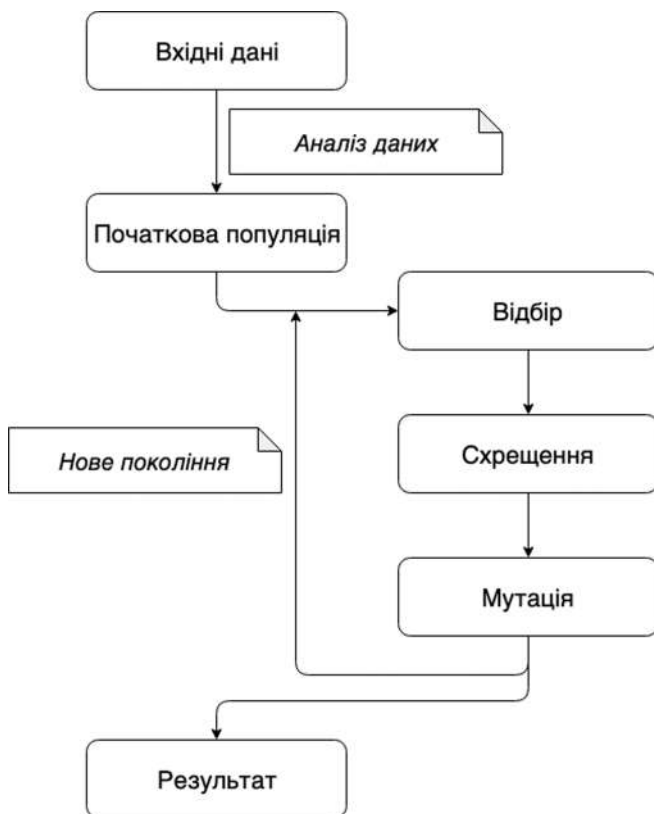 Вхідні дані
Аналіз даних
Початкова популяція
Відбір
Схрещення
Нове покоління
Мутація
Результат